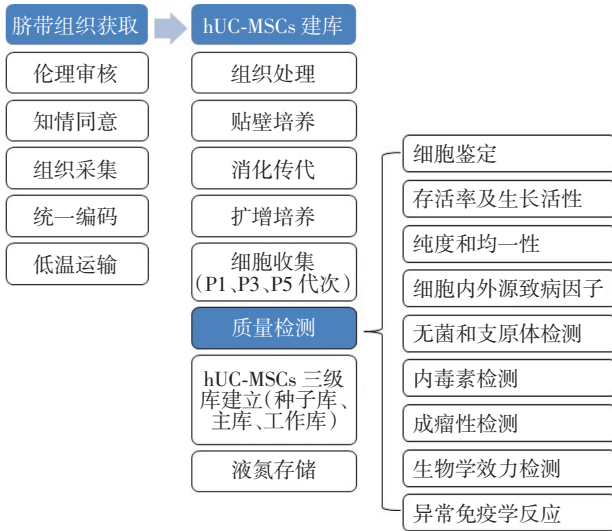 脐带组织获取
伦理审核
知情同意
组织采集
统一编码
低温运输
hUC-MSCs 建库
组织处理
贴壁培养
消化传代
扩增培养
细胞收集
(P1、P3、P5 代次)
质量检测
hUC-MSCs 三级
库建立(种子库、
主库、工作库)
液氮存储
细胞鉴定
存活率及生长活性
纯度和均一性
细胞内外源致病因子
无菌和支原体检测
内毒素检测
成瘤性检测
生物学效力检测
异常免疫学反应